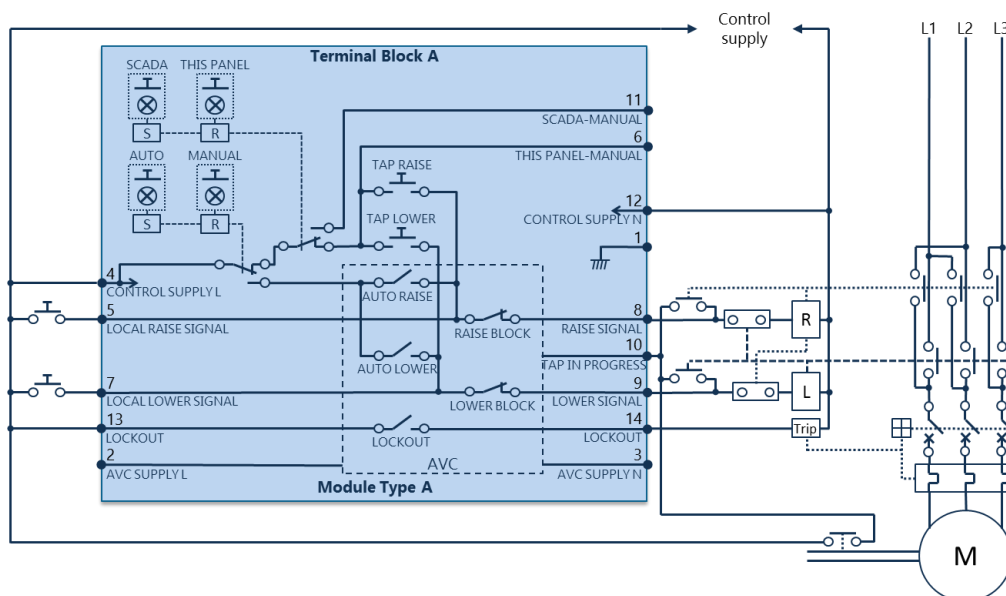 Control
supply
L1 L2 L3
Terminal Block A
SCADA THIS PANEL
S R
AUTO MANUAL
S R
11
SCADA-MANUAL
6
THIS PANEL-MANUAL
TAP RAISE
12
CONTROL SUPPLY N
TAP LOWER
1
4
CONTROL SUPPLY L
AUTO RAISE
5
LOCAL RAISE SIGNAL
RAISE BLOCK
8
RAISE SIGNAL
R
10
TAP IN PROGRESS
AUTO LOWER
7
LOCAL LOWER SIGNAL
LOWER BLOCK
9
LOWER SIGNAL
L
13
LOCKOUT
LOCKOUT
14
LOCKOUT
Trip
2
AVC SUPPLY L
AVC
3
AVC SUPPLY N
Module Type A
M